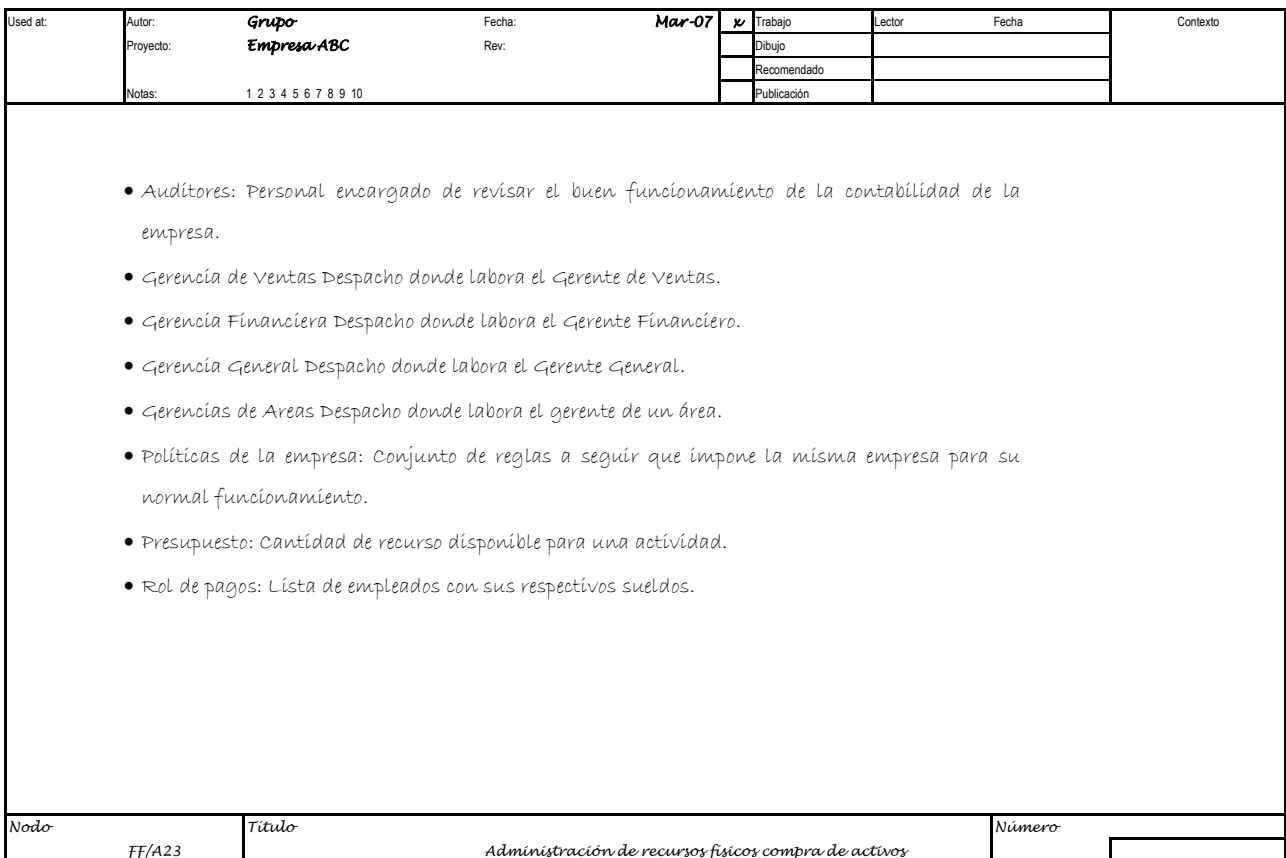 Used at: Autor: Grupo Fecha: Mar-07 x Trabajo Lector Fecha Contexto
Proyecto: Empresa ABC Rev: Dibujo
Recomendado
Notas: 1 2 3 4 5 6 7 8 9 10 Publicación
• Auditores: Personal encargado de revisar el buen funcionamiento de la contabilidad de la
empresa.
• Gerencia de Ventas Despacho donde labora el Gerente de Ventas.
• Gerencia Financiera Despacho donde labora el Gerente Financiero.
• Gerencia General Despacho donde labora el Gerente General.
• Gerencias de Areas Despacho donde labora el gerente de un área.
• Políticas de la empresa: Conjunto de reglas a seguir que impone la misma empresa para su
normal funcionamiento.
• Presupuesto: Cantidad de recurso disponible para una actividad.
• Rol de pagos: Lista de empleados con sus respectivos sueldos.
Nodo Título Número
FF/A23 Administración de recursos físicos compra de activos